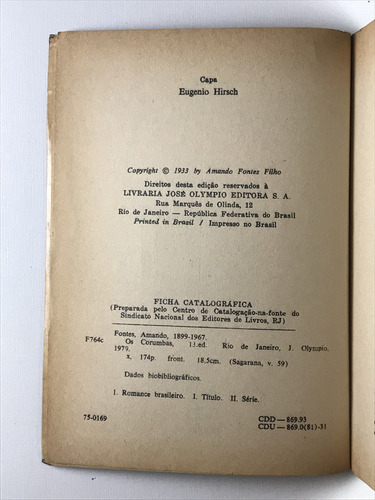 Capa
Eugenio Hirsch
Copyright © 1933 by Amando Fontes Filho
Direitos desta edição reservados à
LIVRARIA JOSÉ OLYMPIO EDITORA S. A.
Rua Marquês de Olinda, 12
Rio de Janeiro — República Federativa do Brasil
Printed in Brasil / Impresso no Brasil
FICHA CATALOGRÁFICA
(Preparada pelo Centro de Catalogação-na-fonte do
Sindicato Nacional dos Editores de Livros, RJ)
Fontes, Amando, 1899-1967.
F764c Os Corumbas, 11.ed. Rio de Janeiro, J. Olympio,
1979.
x, 174p. front. 18,5cm. (Sagarana, v. 59)
Dados biobibliográficos.
1. Romance brasileiro. I. Título. II. Série.
75-0169
CDD — 869.93
CDU — 869.0(81)-31